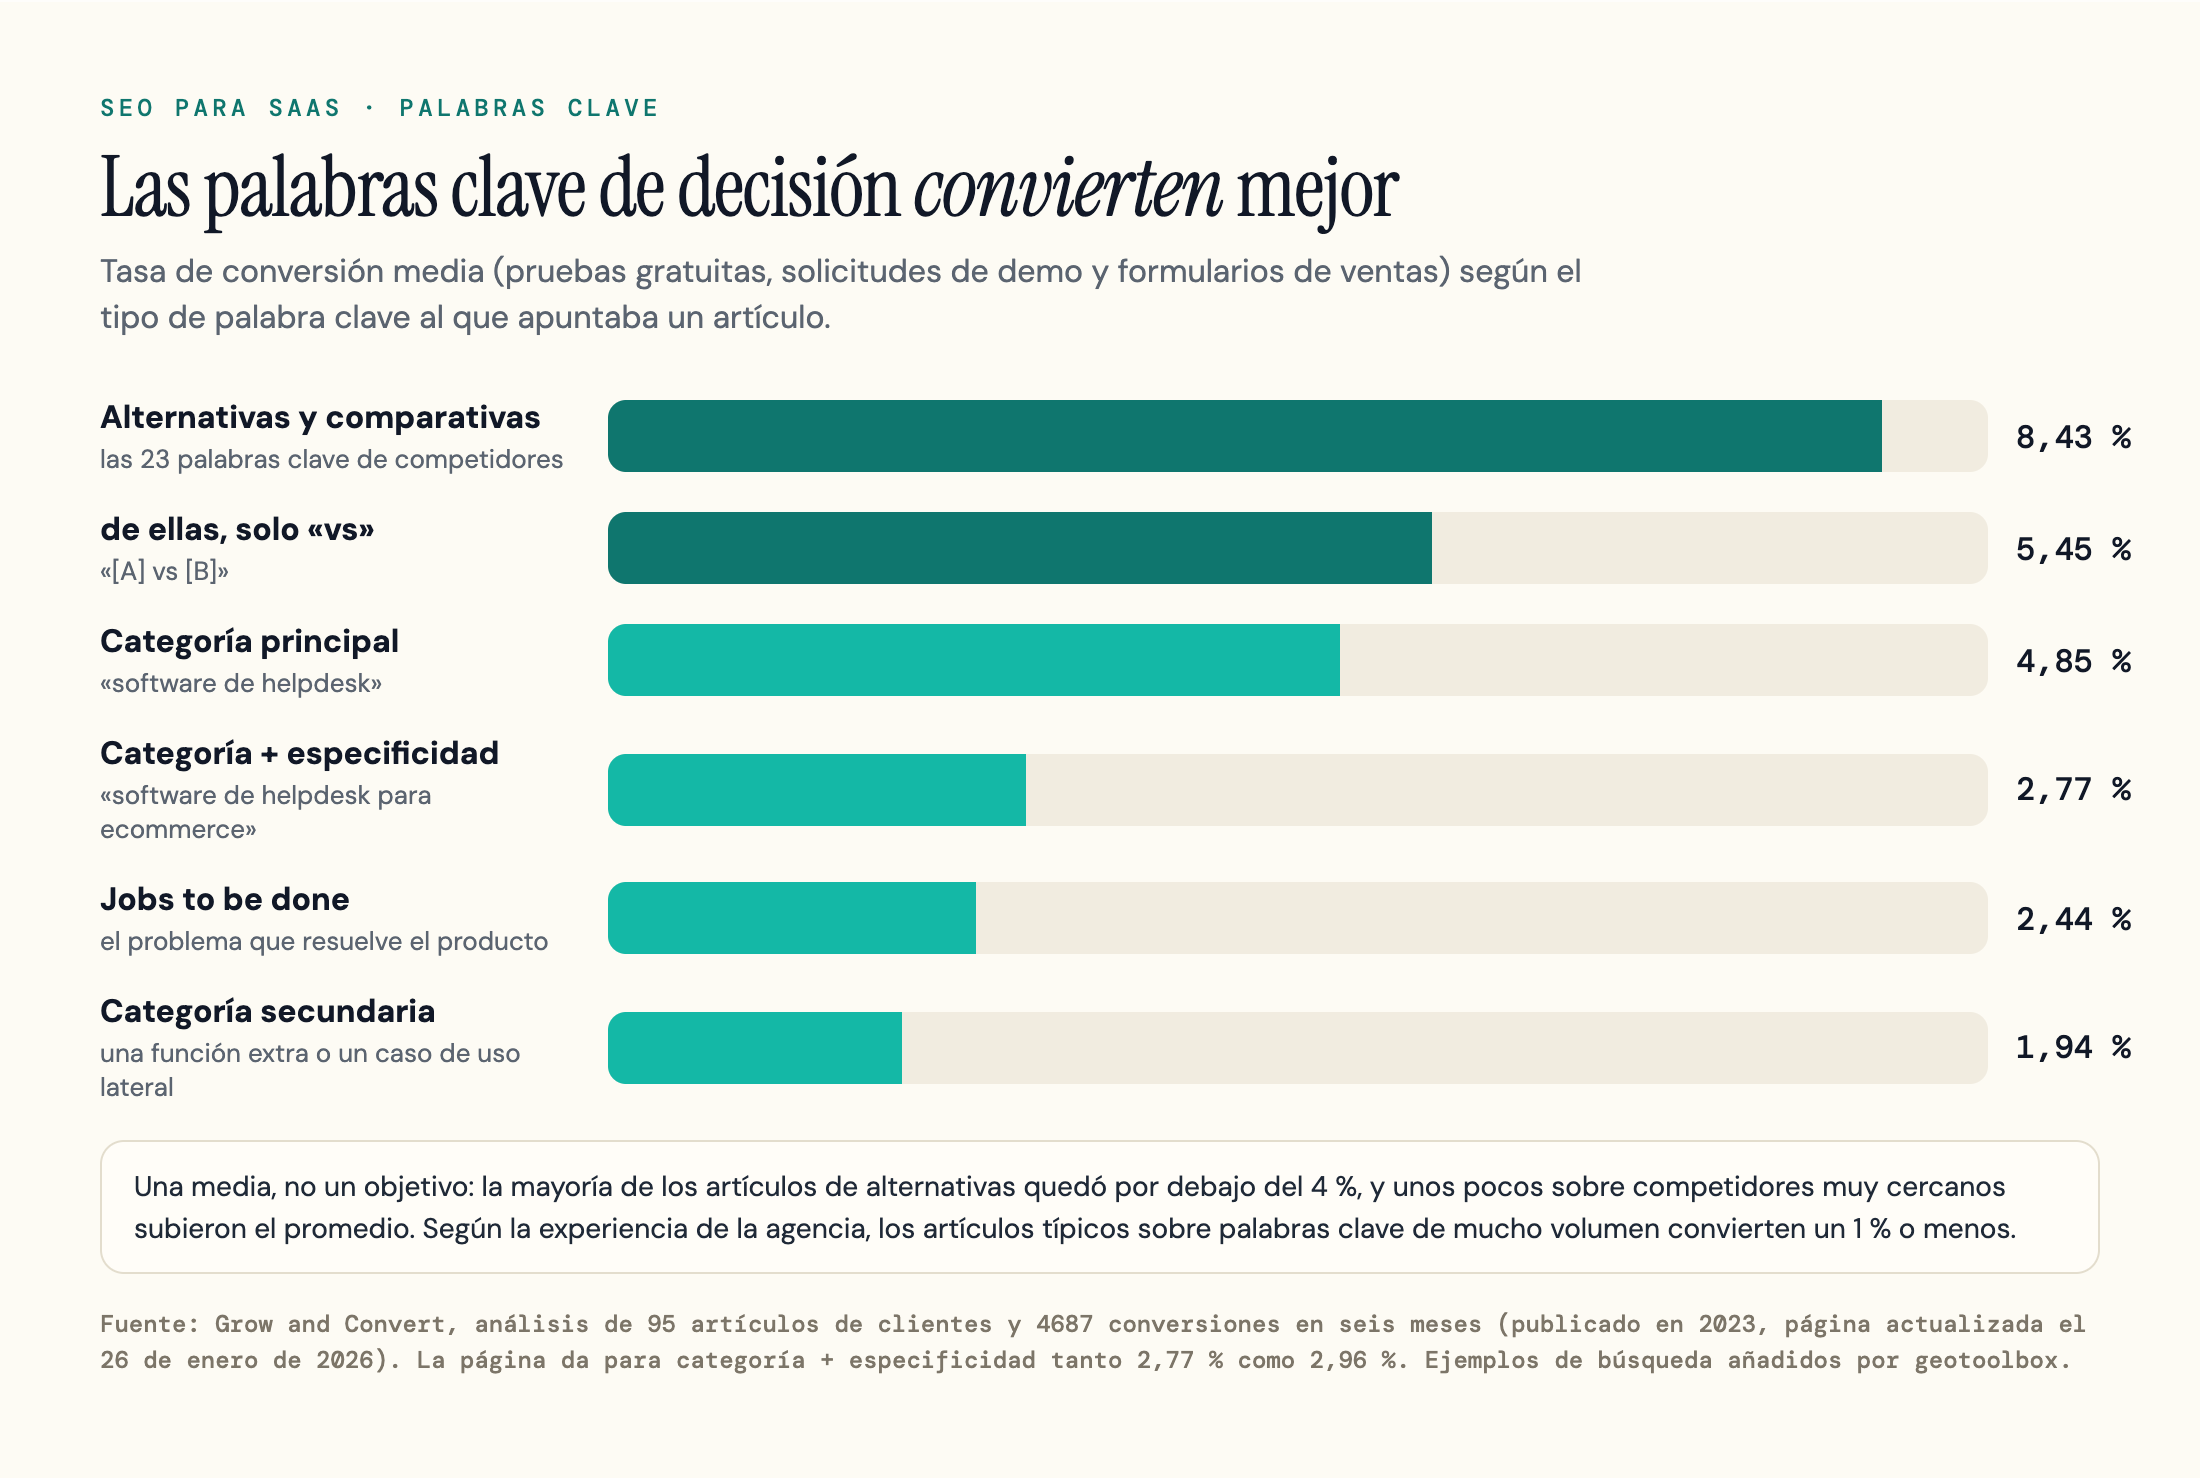 SEO PARA SAAS · PALABRAS CLAVE
Las palabras clave de decisión convierten mejor
Tasa de conversión media (pruebas gratuitas, solicitudes de demo y formularios de ventas) según el
tipo de palabra clave al que apuntaba un artículo.
Alternativas y comparativas
las 23 palabras clave de competidores
8,43 %
de ellas, solo «vs»
«[A] vs [B]»
5,45 %
Categoría principal
«software de helpdesk»
4,85 %
Categoría + especificidad
«software de helpdesk para
ecommerce»
2,77 %
Jobs to be done
el problema que resuelve el producto
2,44 %
Categoría secundaria
una función extra o un caso de uso
lateral
1,94 %
Una media, no un objetivo: la mayoría de los artículos de alternativas quedó por debajo del 4 %, y unos pocos sobre competidores muy cercanos
subieron el promedio. Según la experiencia de la agencia, los artículos típicos sobre palabras clave de mucho volumen convierten un 1 % o menos.
Fuente: Grow and Convert, análisis de 95 artículos de clientes y 4687 conversiones en seis meses (publicado en 2023, página actualizada el
26 de enero de 2026). La página da para categoría + especificidad tanto 2,77 % como 2,96 %. Ejemplos de búsqueda añadidos por geotoolbox.